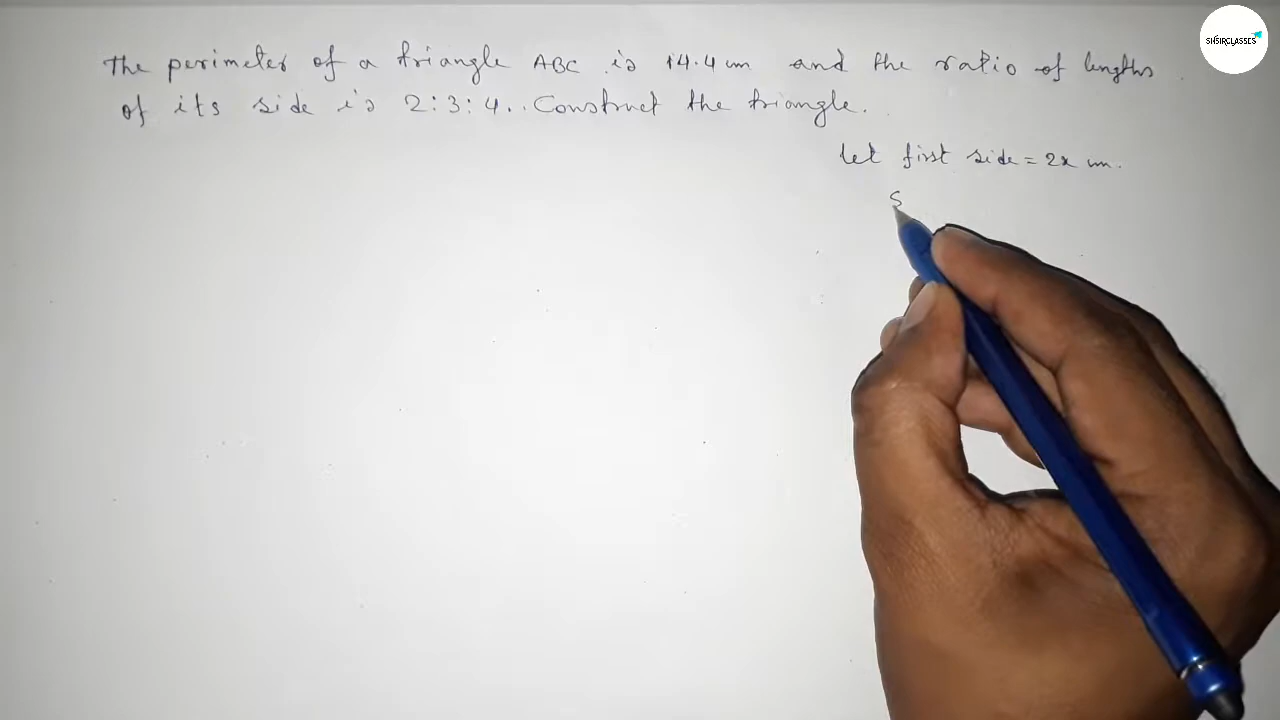 The perimeter of a triangle ABC is 14.4 cm and the ratio of lengths
of its side is 2:3:4. Construct the triangle.
let first side = 2x cm.
S
SHSIRCLASSES